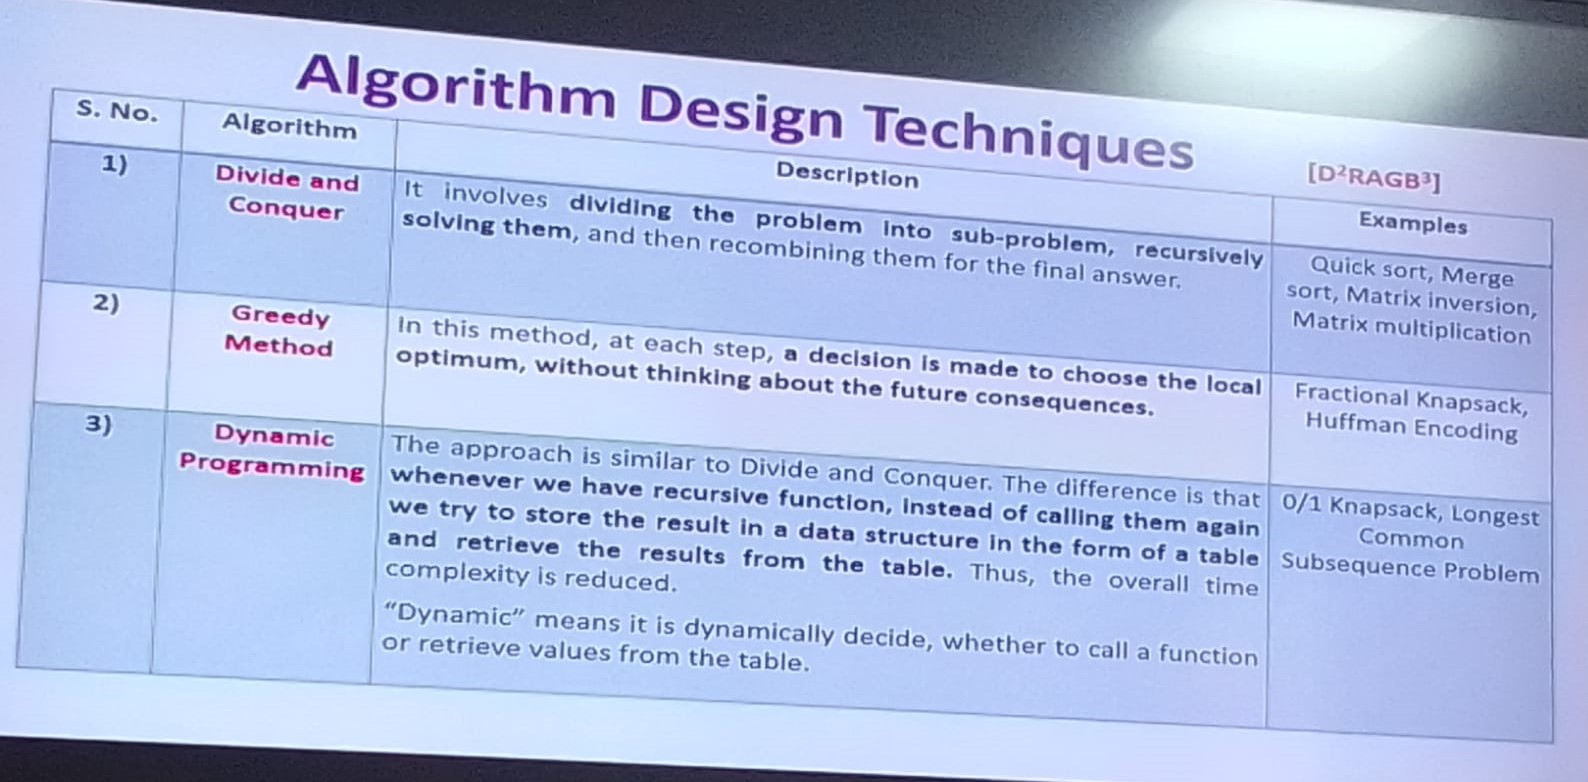 Algorithm Design Techniques
[D²RAGB³]
S. No.
Algorithm
Description
Examples
1)
Divide and
Conquer
It involves dividing the problem into sub-problem, recursively
solving them, and then recombining them for the final answer.
Quick sort, Merge
sort, Matrix inversion,
Matrix multiplication
2)
Greedy
Method
In this method, at each step, a decision is made to choose the local
optimum, without thinking about the future consequences.
Fractional Knapsack,
Huffman Encoding
3)
Dynamic
Programming
The approach is similar to Divide and Conquer. The difference is that
whenever we have recursive function, instead of calling them again
we try to store the result in a data structure in the form of a table
and retrieve the results from the table. Thus, the overall time
complexity is reduced.
“Dynamic” means it is dynamically decide, whether to call a function
or retrieve values from the table.
0/1 Knapsack, Longest
Common
Subsequence Problem